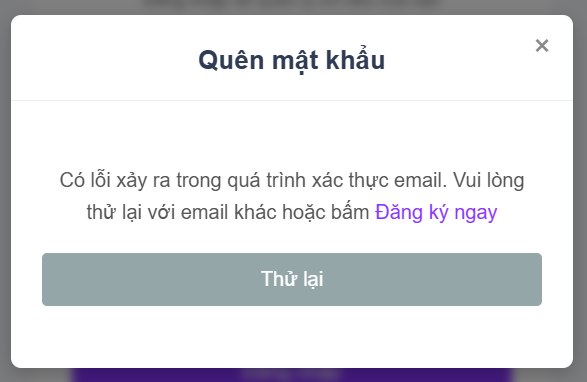 Quên mật khẩu
×
Có lỗi xảy ra trong quá trình xác thực email. Vui lòng
thử lại với email khác hoặc bấm Đăng ký ngay
Thử lại